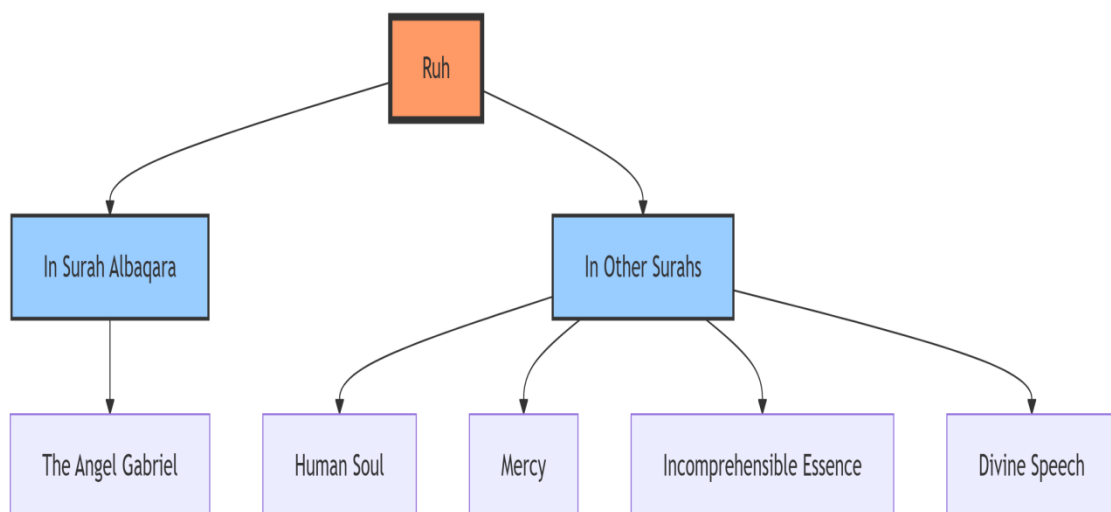 Ruh
In Surah Albaqara
In Other Surahs
The Angel Gabriel
Human Soul
Mercy
Incomprehensible Essence
Divine Speech